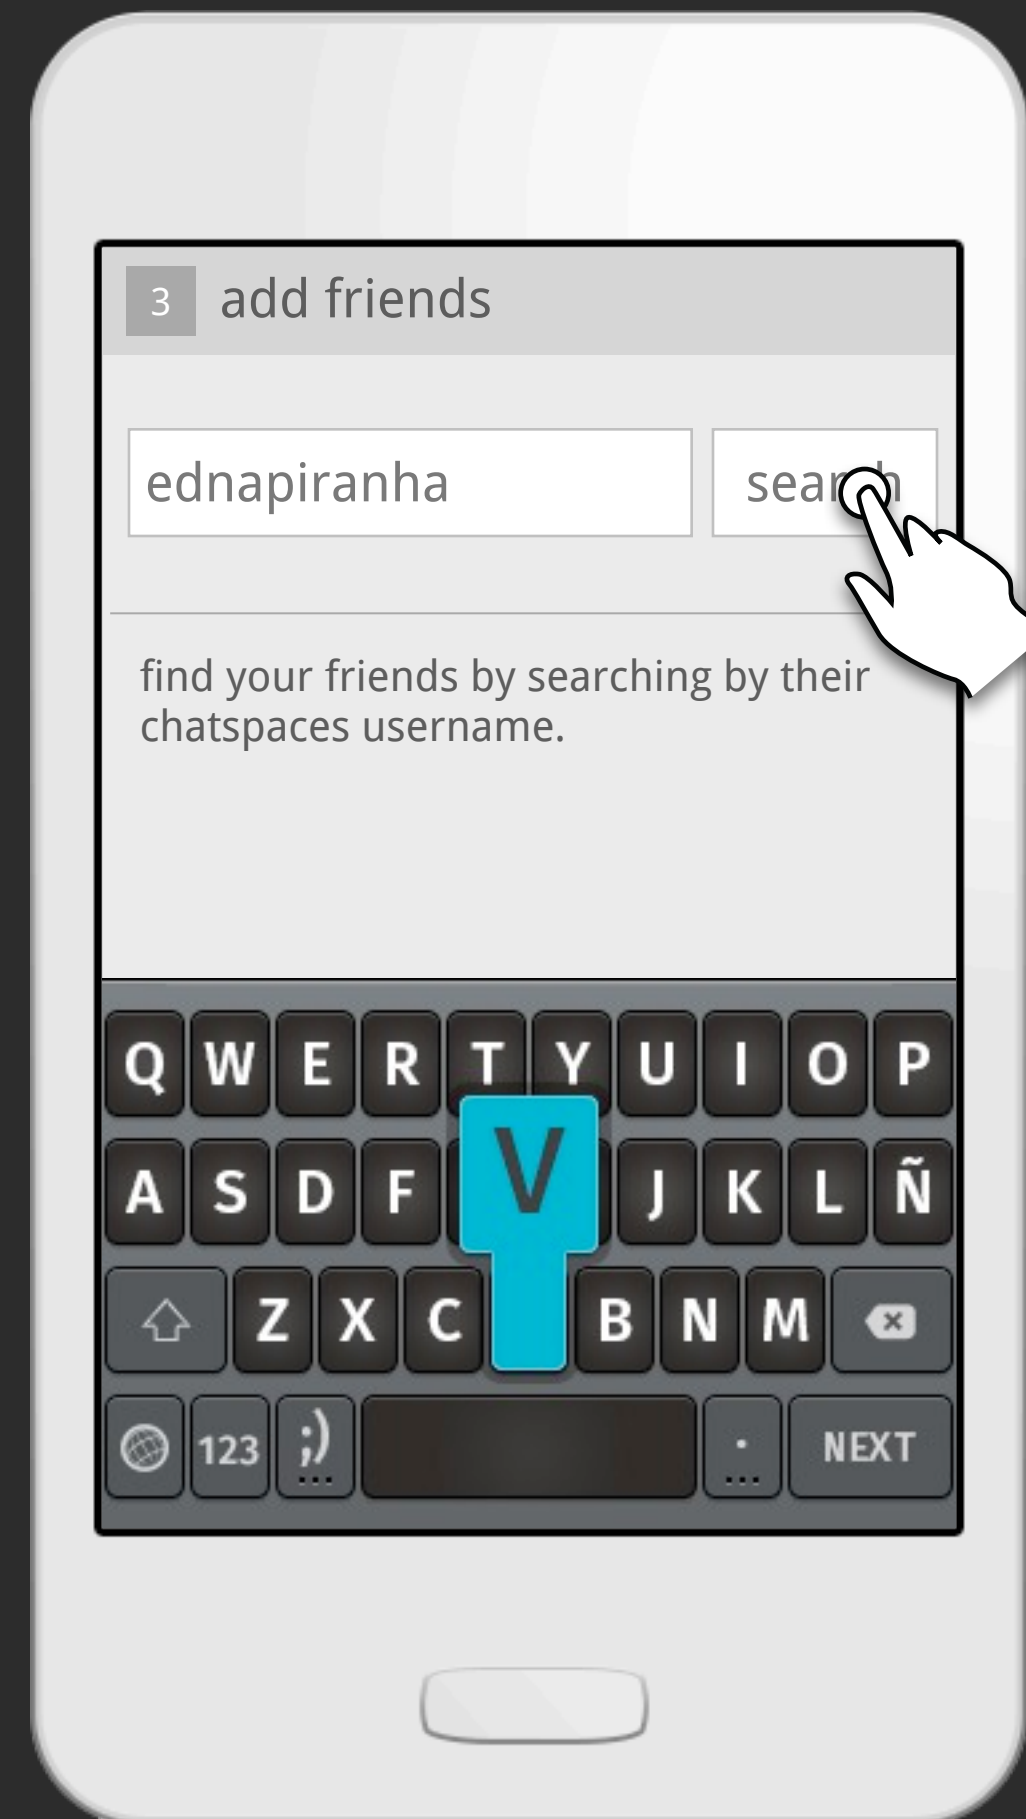 3 add friends
ednapiranha search
find your friends by searching by their
chatspaces username.
Q W E R T Y U I O P
A S D F V J K L Ñ
Z X C B N M
123 ;) ... . ... NEXT